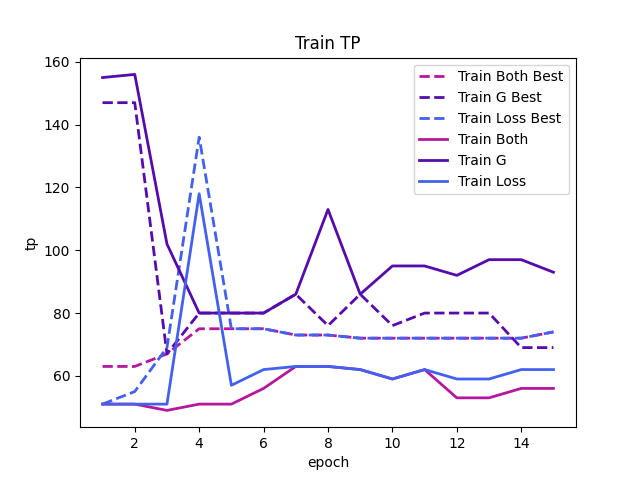 Train TP
160
140
120
100
80
60
tp
2 4 6 8 10 12 14
epoch
Train Both Best
Train G Best
Train Loss Best
Train Both
Train G
Train Loss